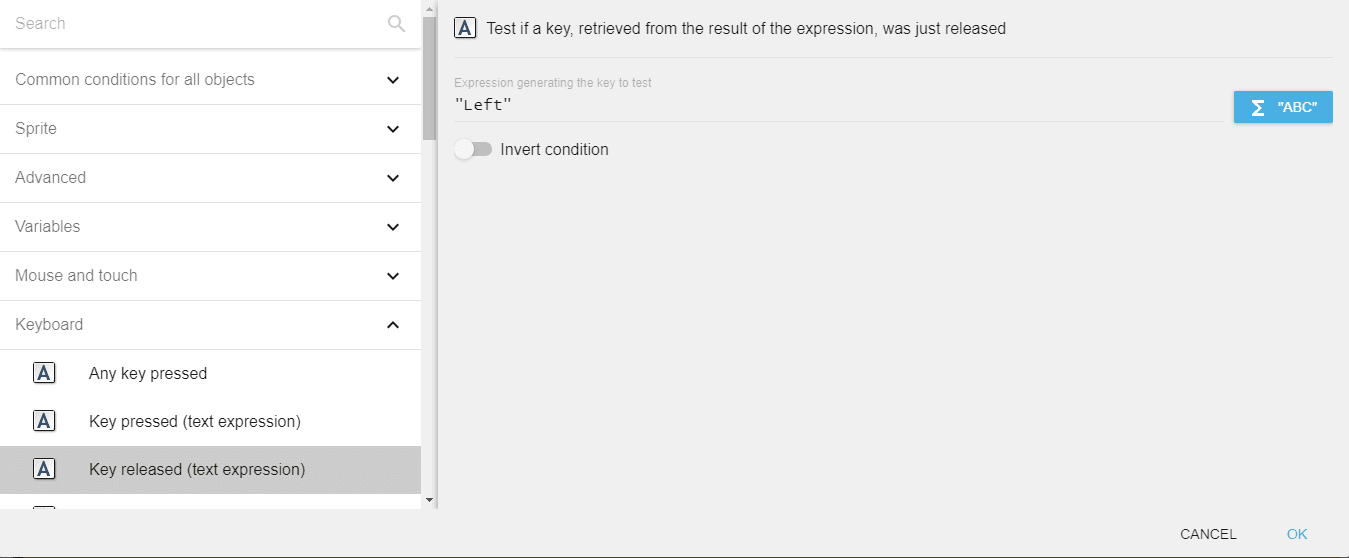 Search
Common conditions for all objects
Sprite
Advanced
Variables
Mouse and touch
Keyboard
A Any key pressed
A Key pressed (text expression)
A Key released (text expression)
A Test if a key, retrieved from the result of the expression, was just released
Expression generating the key to test
"Left"
Σ "ABC"
Invert condition
CANCEL OK